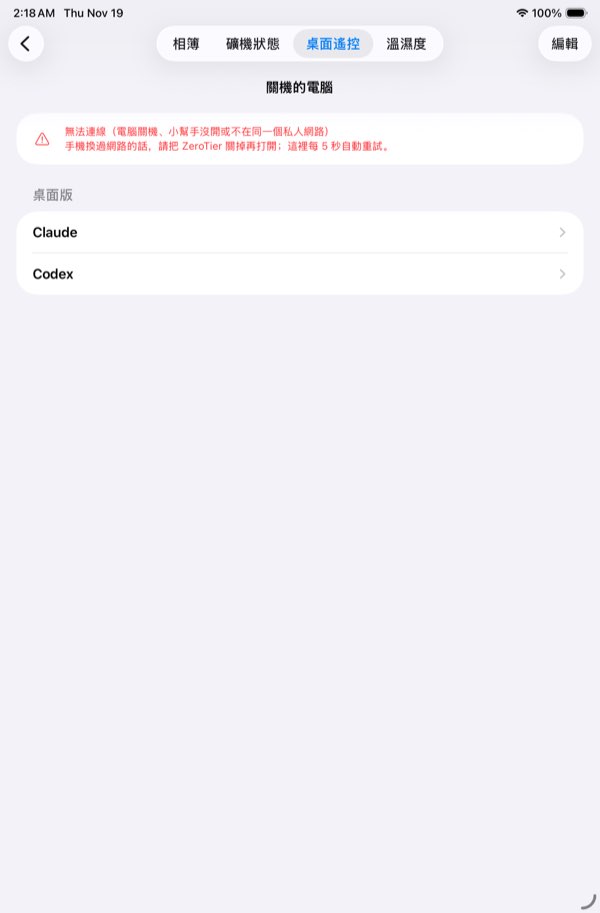 2:18 AM Thu Nov 19
100%
相薄
礦機狀態
桌面遙控
溫濕度
編輯
關機的電腦
無法連線（電腦關機、小幫手沒開或不在同一個私人網路）
手機換過網路的話，請把 ZeroTier 關掉再打開；這裡每 5 秒自動重試。
桌面版
Claude
Codex